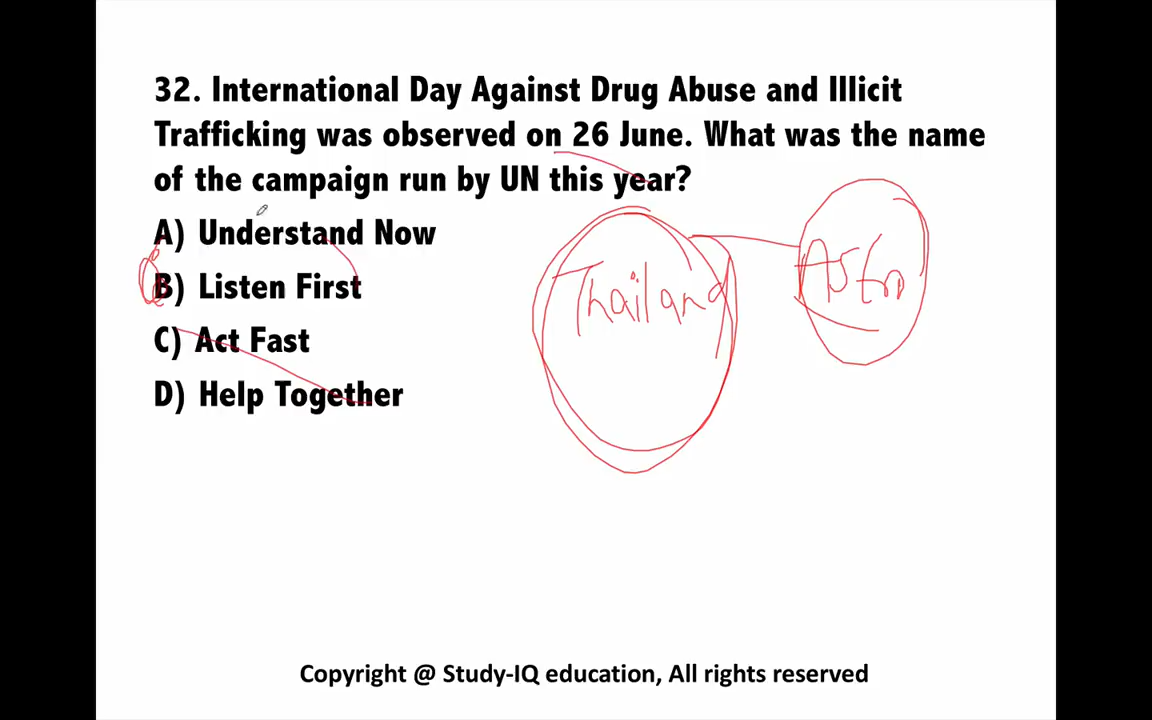 32. International Day Against Drug Abuse and Illicit
Trafficking was observed on 26 June. What was the name
of the campaign run by UN this year?
A) Understand Now
B) Listen First
C) Act Fast
D) Help Together
Thailand
Copyright @ Study-IQ education, All rights reserved